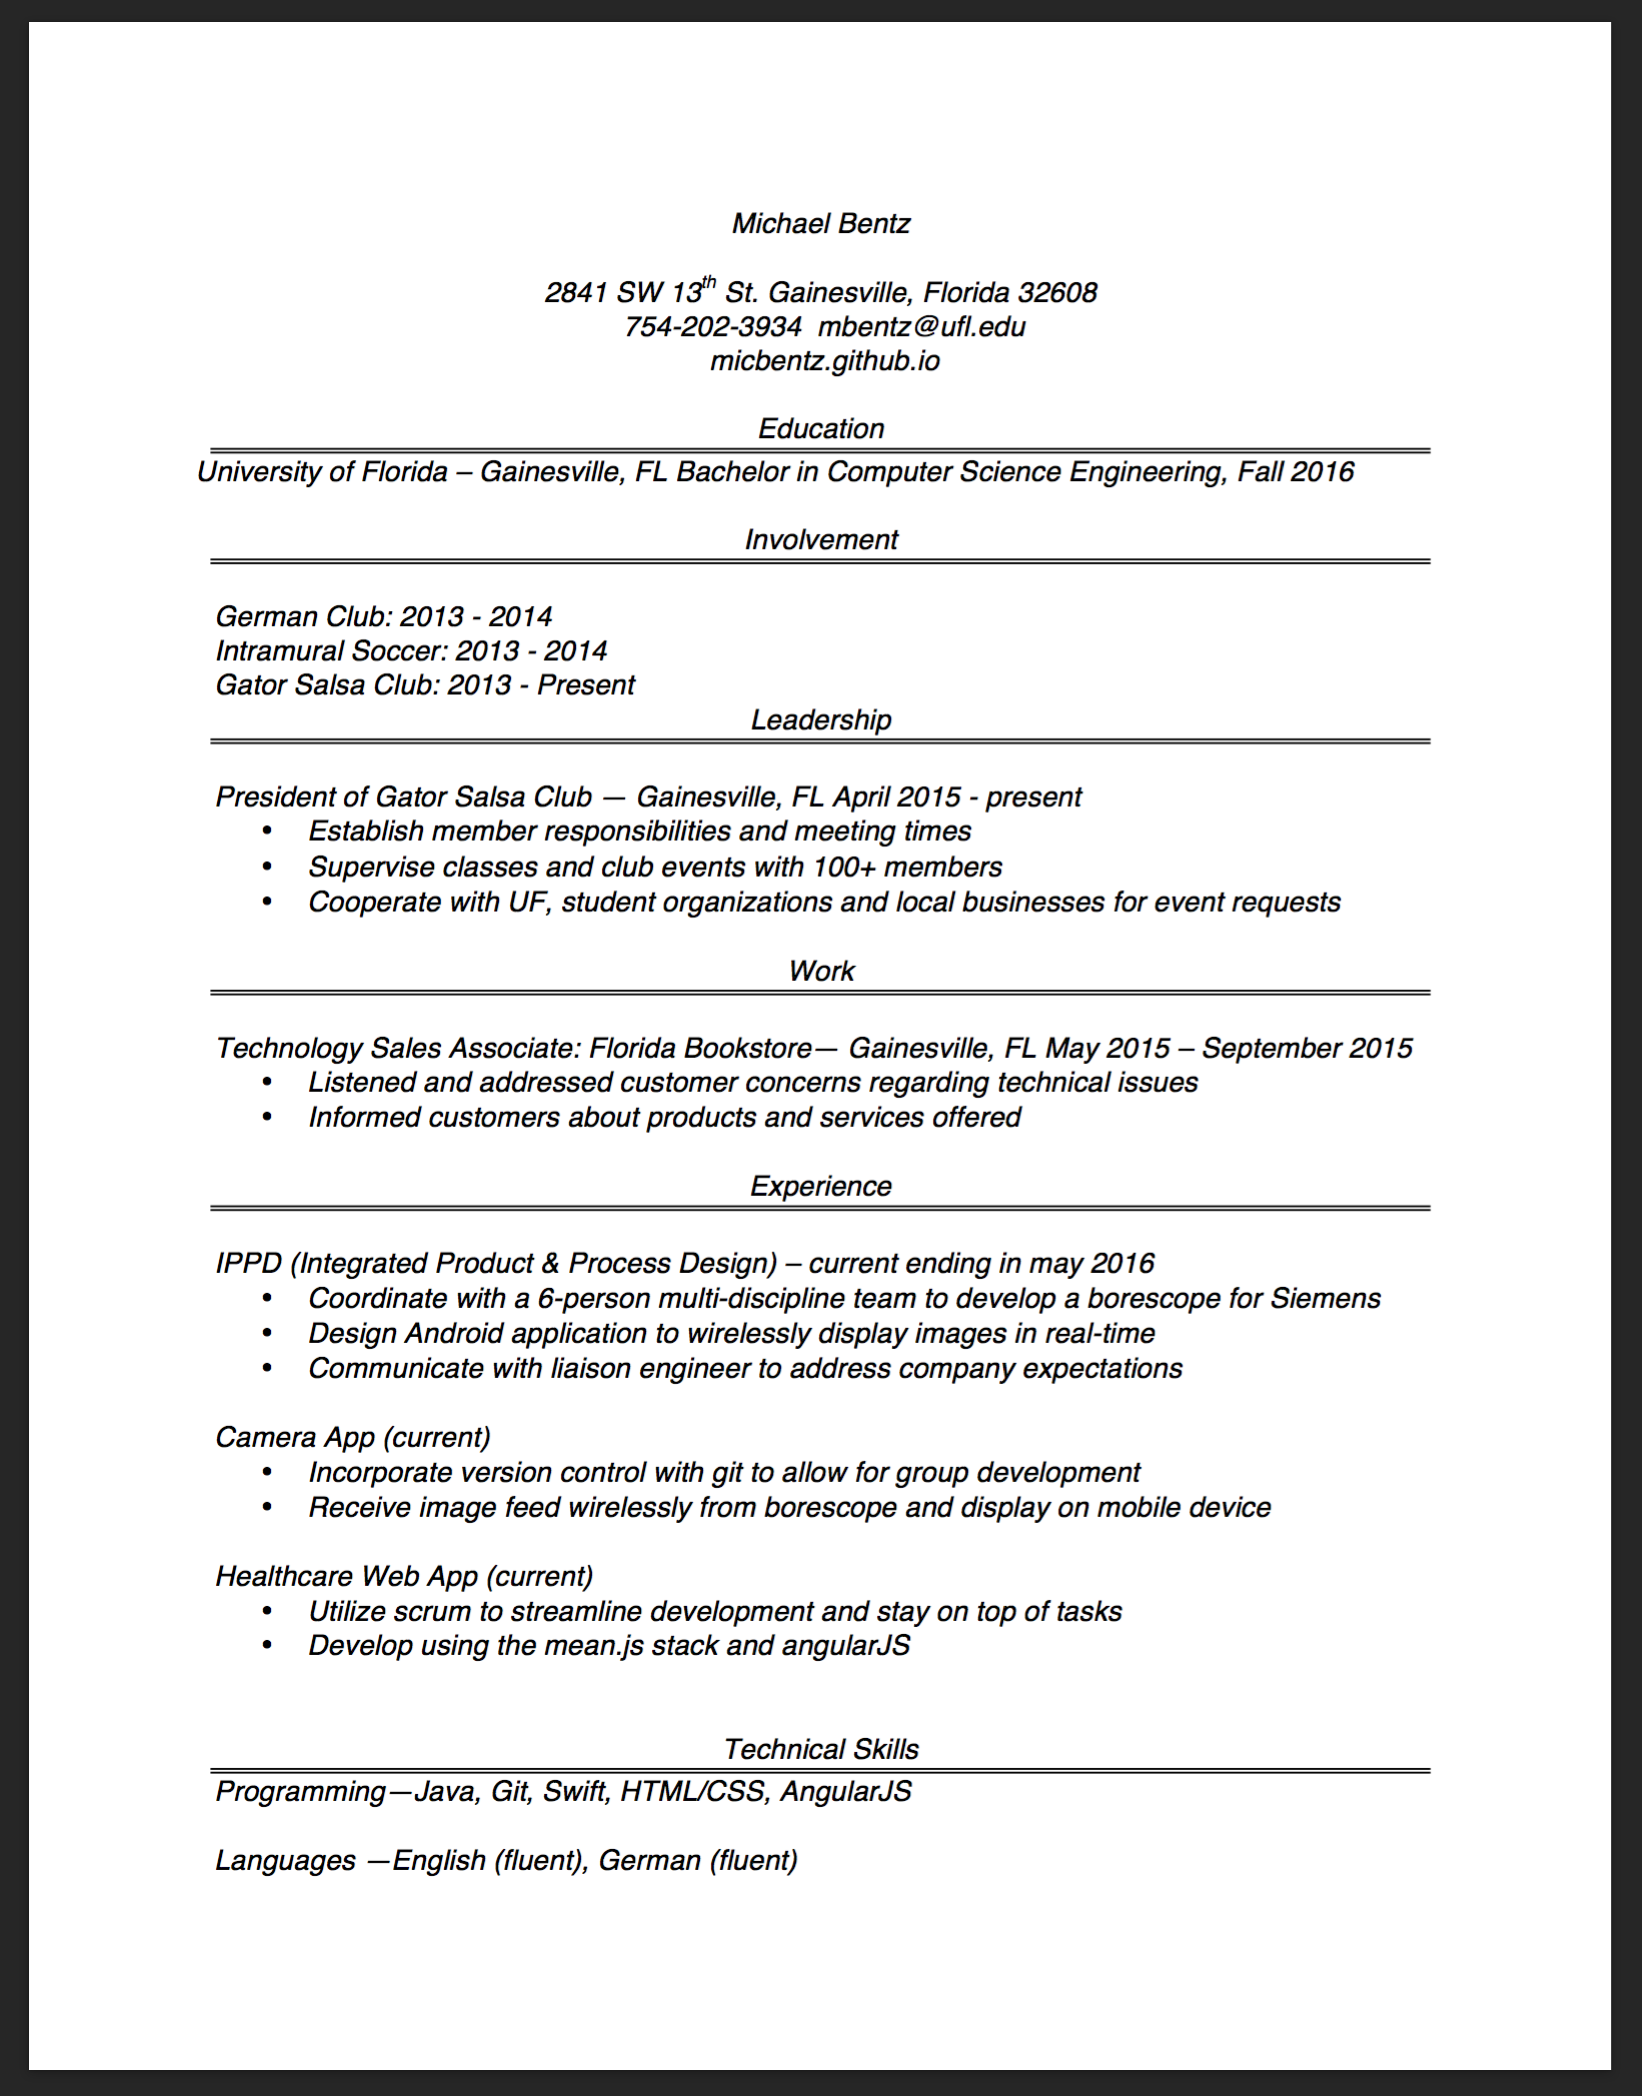 Michael Bentz
2841 SW 13th St. Gainesville, Florida 32608
754-202-3934  mbentz@ufl.edu
micbentz.github.io
Education
University of Florida – Gainesville, FL Bachelor in Computer Science Engineering, Fall 2016
Involvement
German Club: 2013 - 2014
Intramural Soccer: 2013 - 2014
Gator Salsa Club: 2013 - Present
Leadership
President of Gator Salsa Club — Gainesville, FL April 2015 - present
• Establish member responsibilities and meeting times
• Supervise classes and club events with 100+ members
• Cooperate with UF, student organizations and local businesses for event requests
Work
Technology Sales Associate: Florida Bookstore— Gainesville, FL May 2015 – September 2015
• Listened and addressed customer concerns regarding technical issues
• Informed customers about products and services offered
Experience
IPPD (Integrated Product & Process Design) – current ending in may 2016
• Coordinate with a 6-person multi-discipline team to develop a borescope for Siemens
• Design Android application to wirelessly display images in real-time
• Communicate with liaison engineer to address company expectations
Camera App (current)
• Incorporate version control with git to allow for group development
• Receive image feed wirelessly from borescope and display on mobile device
Healthcare Web App (current)
• Utilize scrum to streamline development and stay on top of tasks
• Develop using the mean.js stack and angularJS
Technical Skills
Programming—Java, Git, Swift, HTML/CSS, AngularJS
Languages —English (fluent), German (fluent)